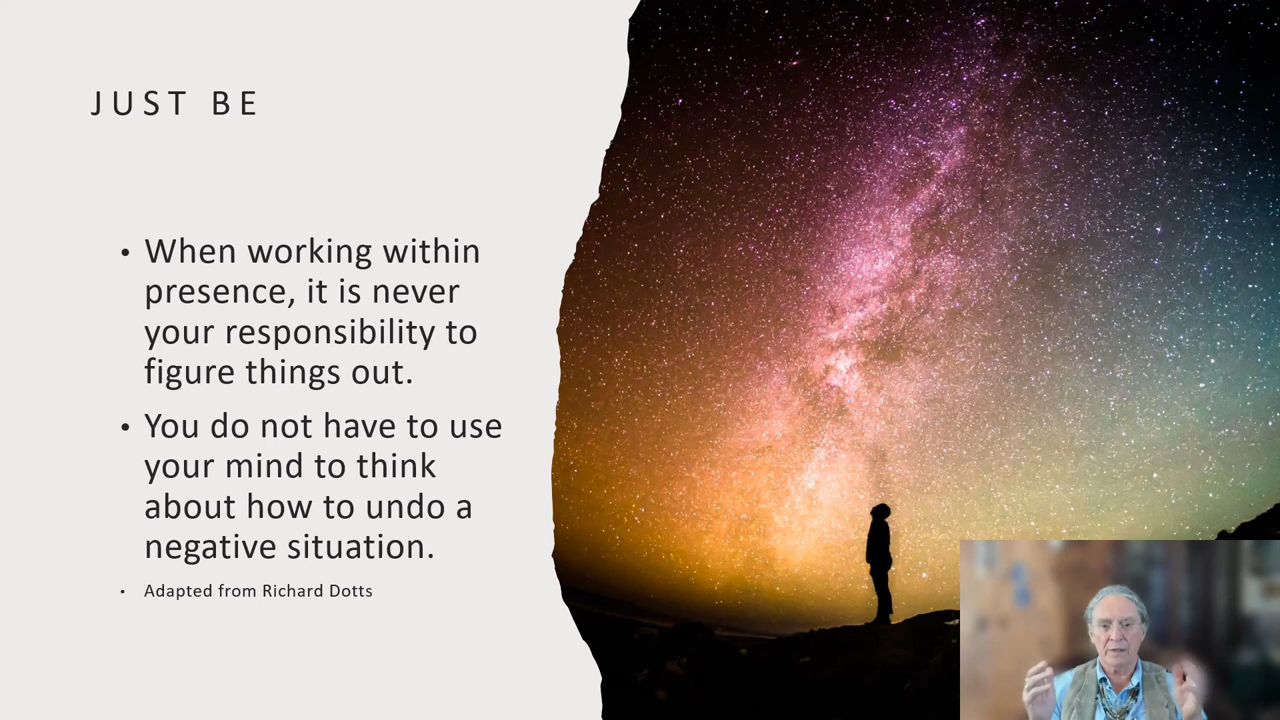 JUST BE
• When working within
presence, it is never
your responsibility to
figure things out.
• You do not have to use
your mind to think
about how to undo a
negative situation.
• Adapted from Richard Dotts